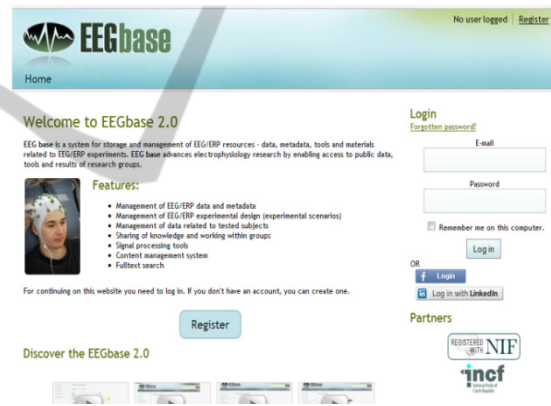 No user logged
Register
EEGbase
Home
Welcome to EEGbase 2.0
EEG base is a system for storage and management of EEG/ERP resources - data, metadata, tools and materials
related to EEG/ERP experiments. EEG base advances electrophysiology research by enabling access to public data,
tools and results of research groups.
Features:
Management of EEG/ERP data and metadata
Management of EEG/ERP experimental design (experimental scenarios)
Management of data related to tested subjects
Sharing of knowledge and working within groups
Signal processing tools
Content management system
Fulltext search
For continuing on this website you need to log in. If you don't have an account, you can create one.
Register
Discover the EEGbase 2.0
Login
Forgotten password?
E-mail
Password
Remember me on this computer.
Log in
OR
f Login
in Log in with LinkedIn
Partners
REGISTERED
WITH NIF
incf